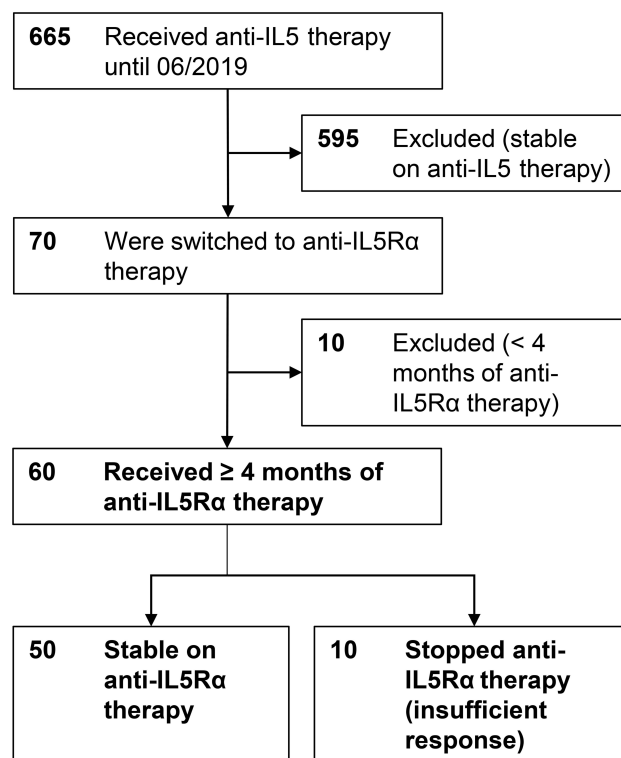 665 Received anti-IL5 therapy
until 06/2019
595 Excluded (stable
on anti-IL5 therapy)
70 Were switched to anti-IL5Rα
therapy
10 Excluded (< 4
months of anti-
IL5Rα therapy)
60 Received ≥ 4 months of
anti-IL5Rα therapy
50 Stable on
anti-IL5Rα
therapy
10 Stopped anti-
IL5Rα therapy
(insufficient
response)